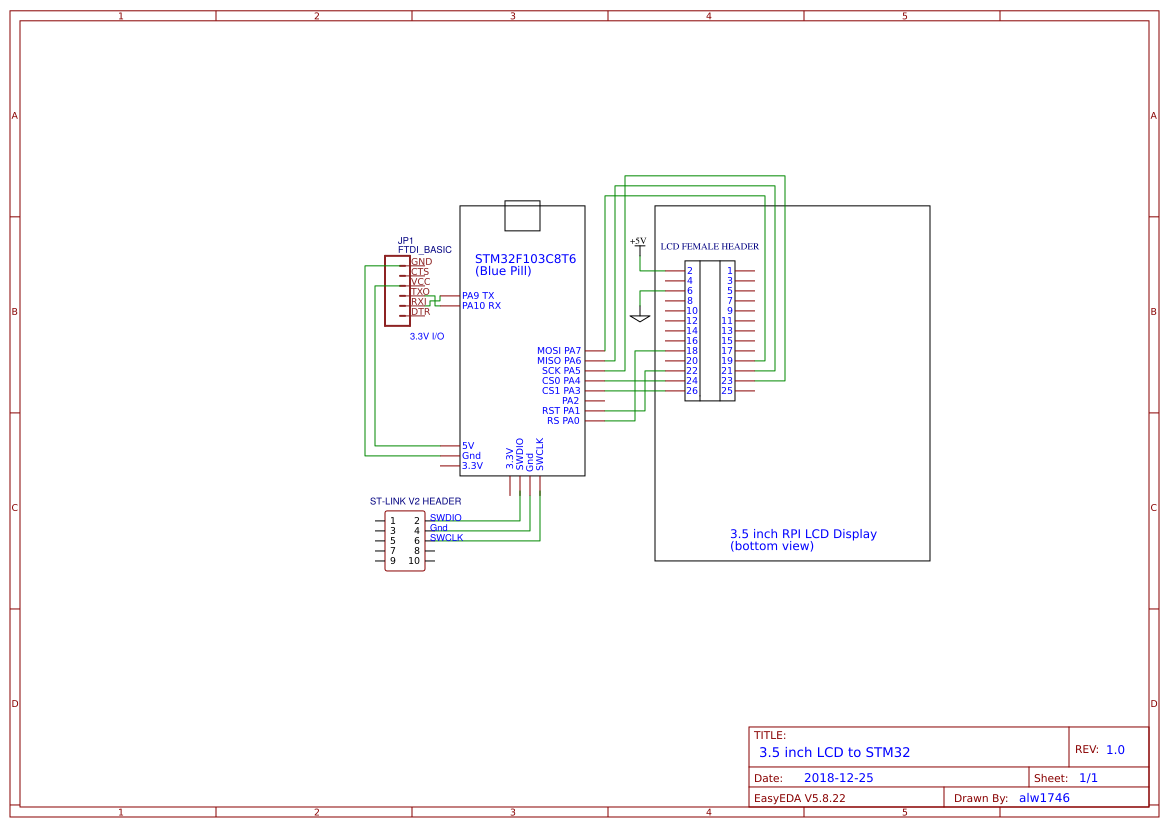 1 2 3 4 5
A A
B B
C C
D D
JP1
FTDI_BASIC
GND
CTS
VCC
TXO
RXI
DTR
3.3V I/O
STM32F103C8T6
(Blue Pill)
PA9 TX
PA10 RX
MOSI PA7
MISO PA6
SCK PA5
CS0 PA4
CS1 PA3
PA2
RST PA1
RS PA0
5V
Gnd
3.3V
3.3V
SWDIO
Gnd
SWCLK
ST-LINK V2 HEADER
1 2 SWDIO
3 4 Gnd
5 6 SWCLK
7 8
9 10
+5V
LCD FEMALE HEADER
2 1
4 3
6 5
8 7
10 9
12 11
14 13
16 15
18 17
20 19
22 21
24 23
26 25
3.5 inch RPI LCD Display
(bottom view)
TITLE:
3.5 inch LCD to STM32
REV: 1.0
Date: 2018-12-25
Sheet: 1/1
EasyEDA V5.8.22
Drawn By: alw1746
1 2 3 4 5